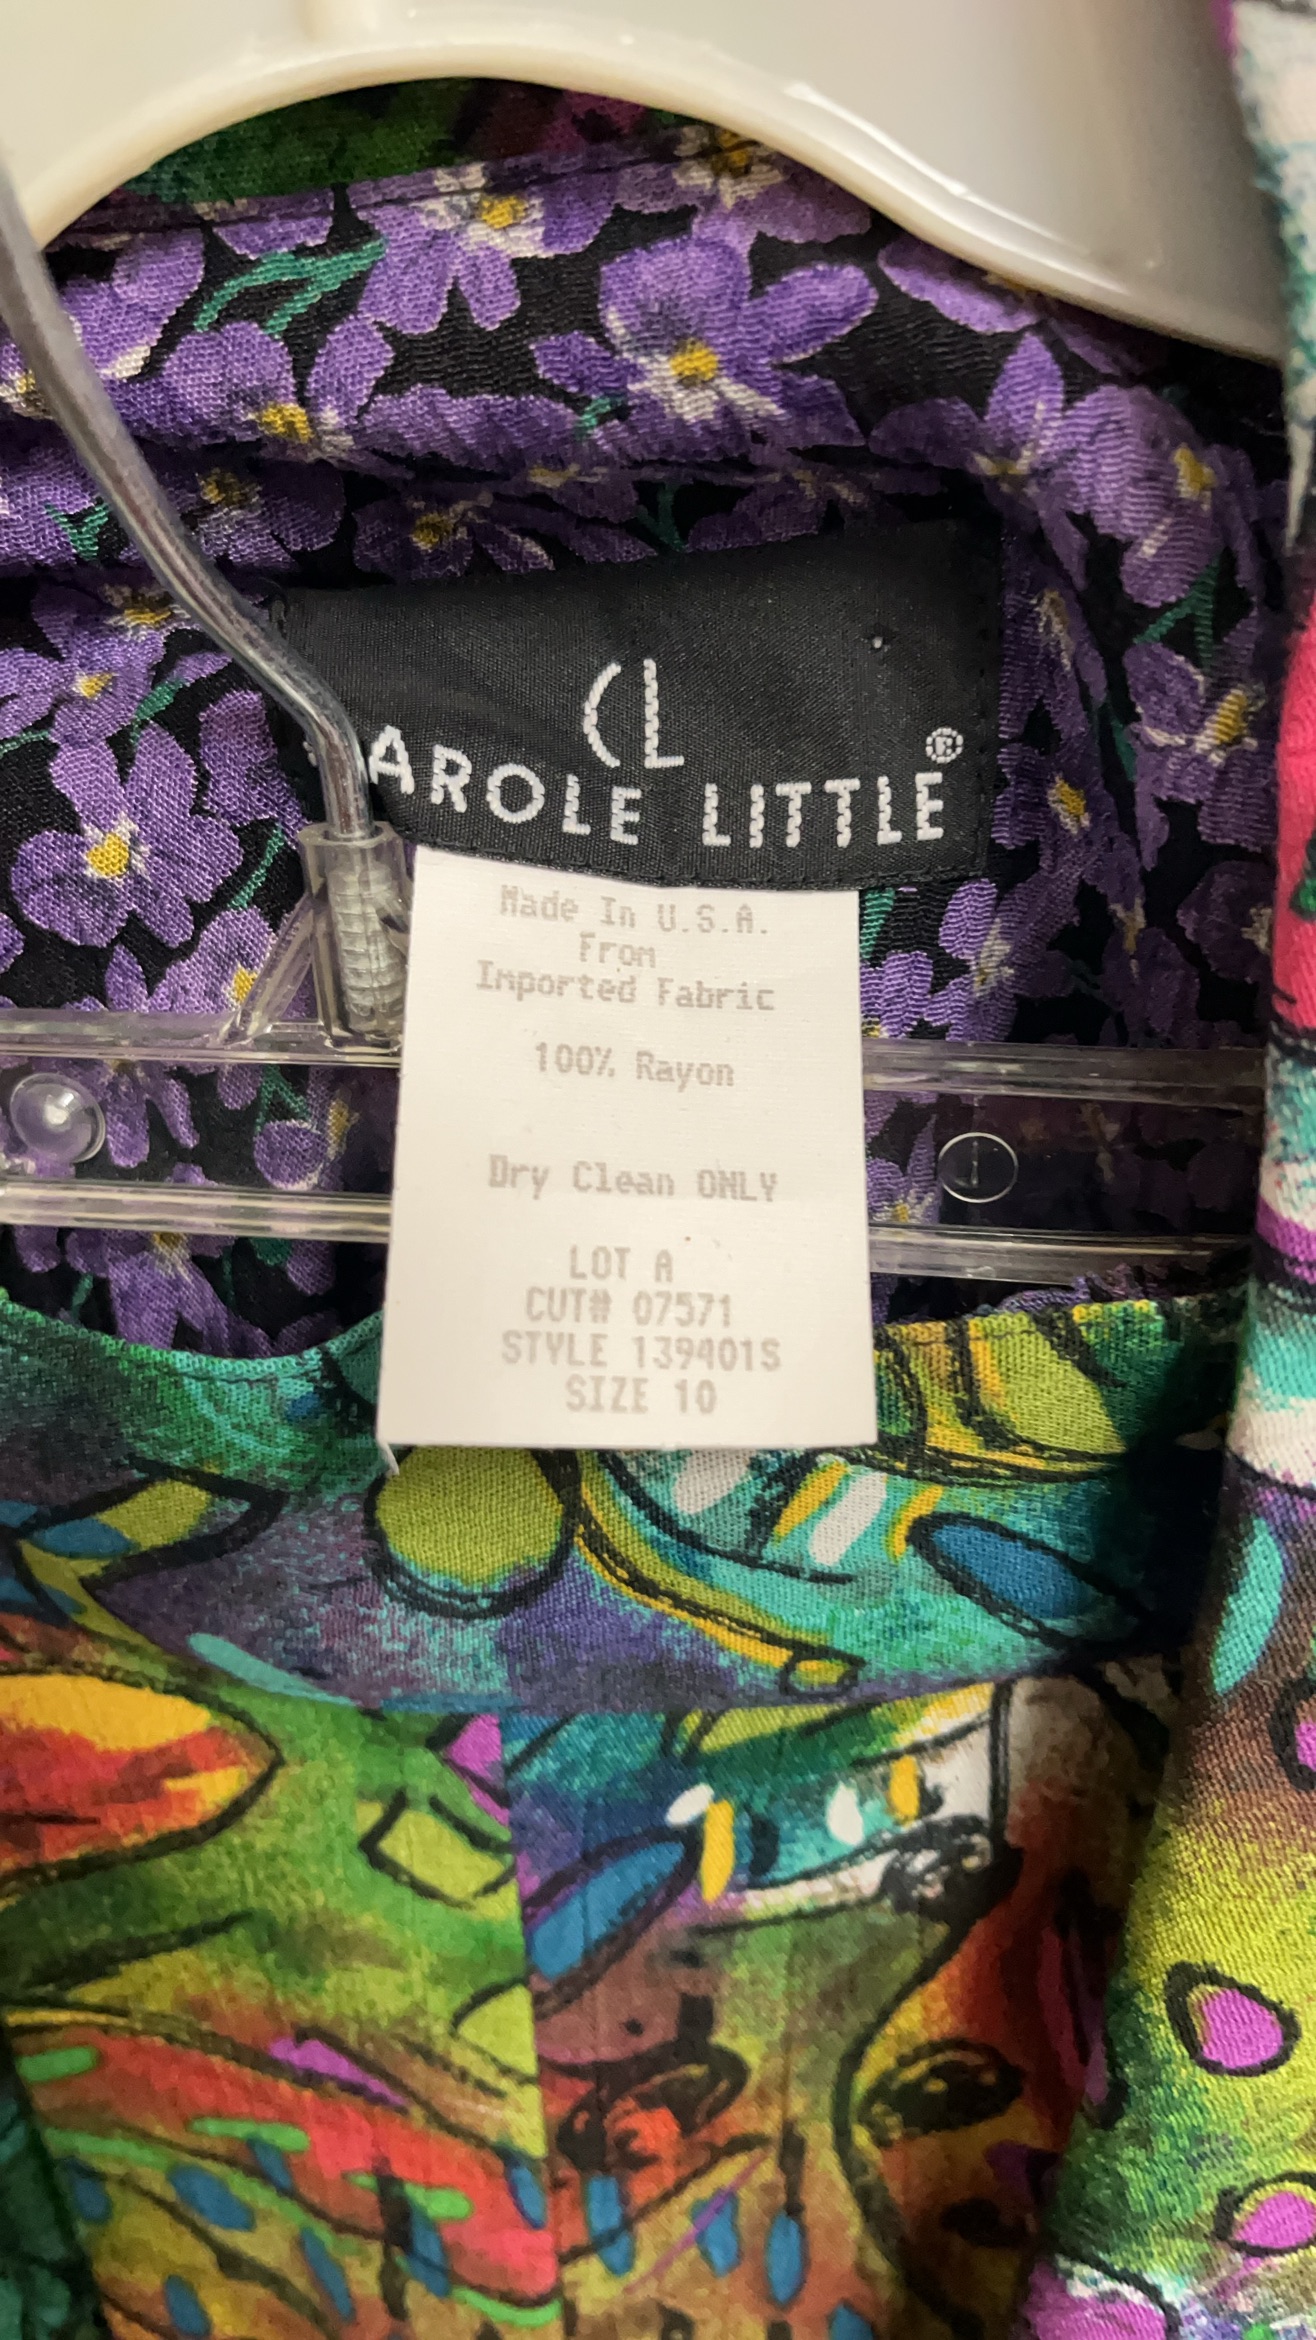 CL
AROLE LITTLE®
Made In U.S.A.
From
Imported Fabric
100% Rayon
Dry Clean ONLY
LOT A
CUT# 07571
STYLE 139401S
SIZE 10